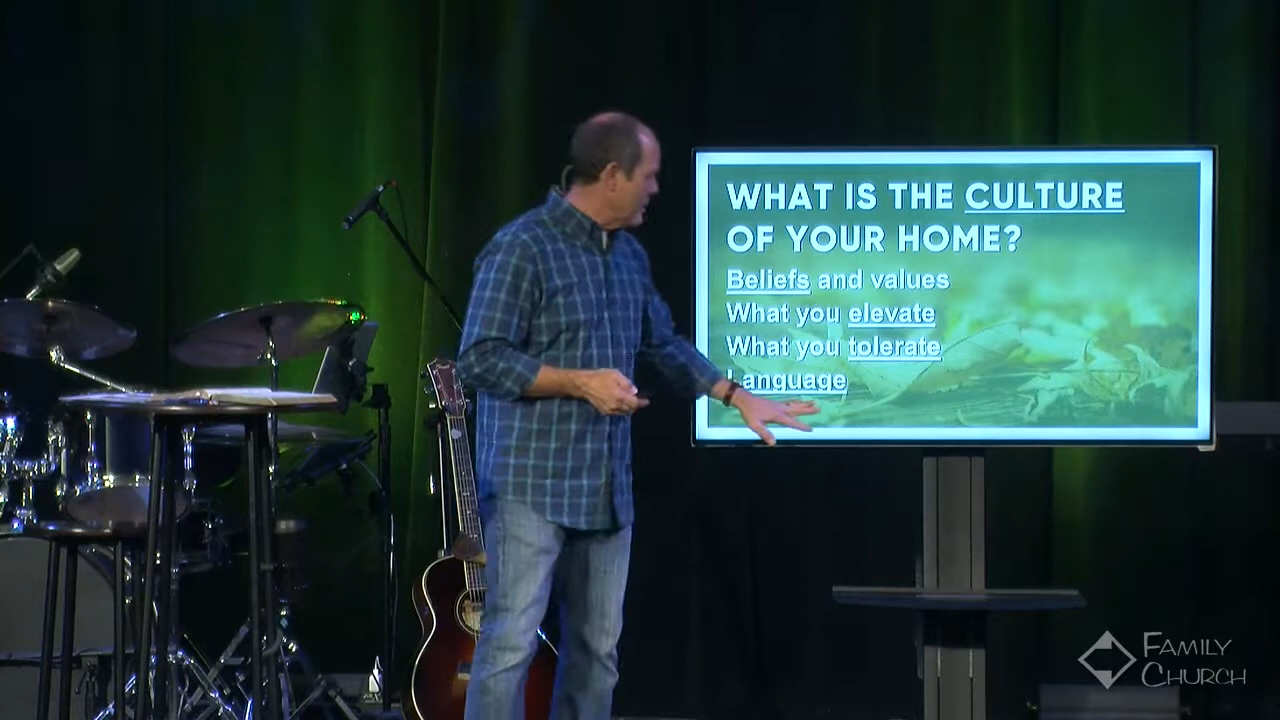 WHAT IS THE CULTURE
OF YOUR HOME?
Beliefs and values
What you elevate
What you tolerate
Language
FAMILY
CHURCH